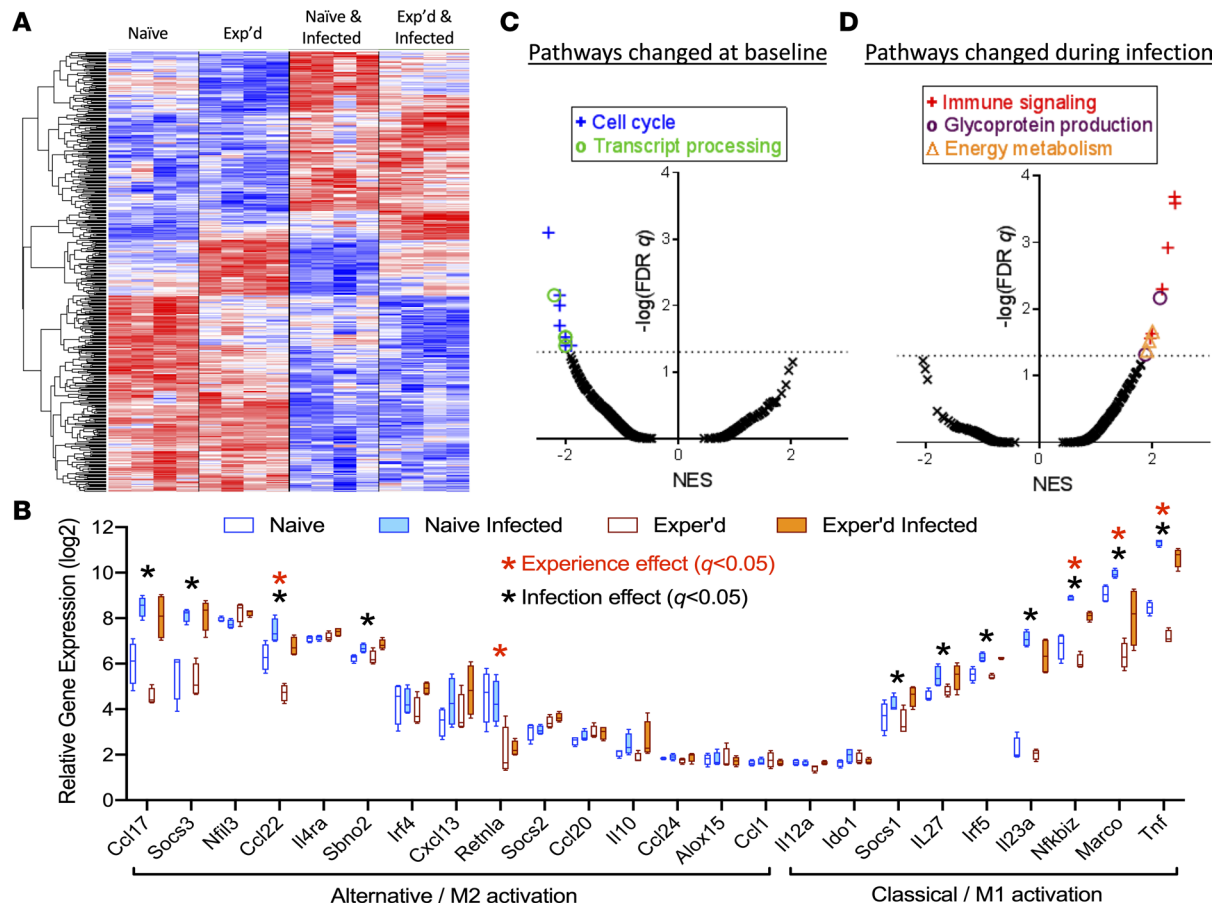 A
Naïve
Exp'd
Naïve & Infected
Exp'd & Infected
C
Pathways changed at baseline
+ Cell cycle
o Transcript processing
4
3
2
1
-log(FDR q)
-2
0
2
NES
D
Pathways changed during infection
+ Immune signaling
o Glycoprotein production
△ Energy metabolism
4
3
2
1
-log(FDR q)
-2
0
2
NES
B
Relative Gene Expression (log2)
12
10
8
6
4
2
0
Naive
Naive Infected
Exper'd
Exper'd Infected
* Experience effect (q<0.05)
* Infection effect (q<0.05)
Ccl17
Socs3
Nfil3
Ccl22
Il4ra
Sbno2
Irf4
Cxcl13
Retnla
Socs2
Ccl20
Il10
Ccl24
Alox15
Ccl1
Il12a
Ido1
Socs1
IL27
Irf5
Il23a
Nfkbiz
Marco
Tnf
Alternative / M2 activation
Classical / M1 activation